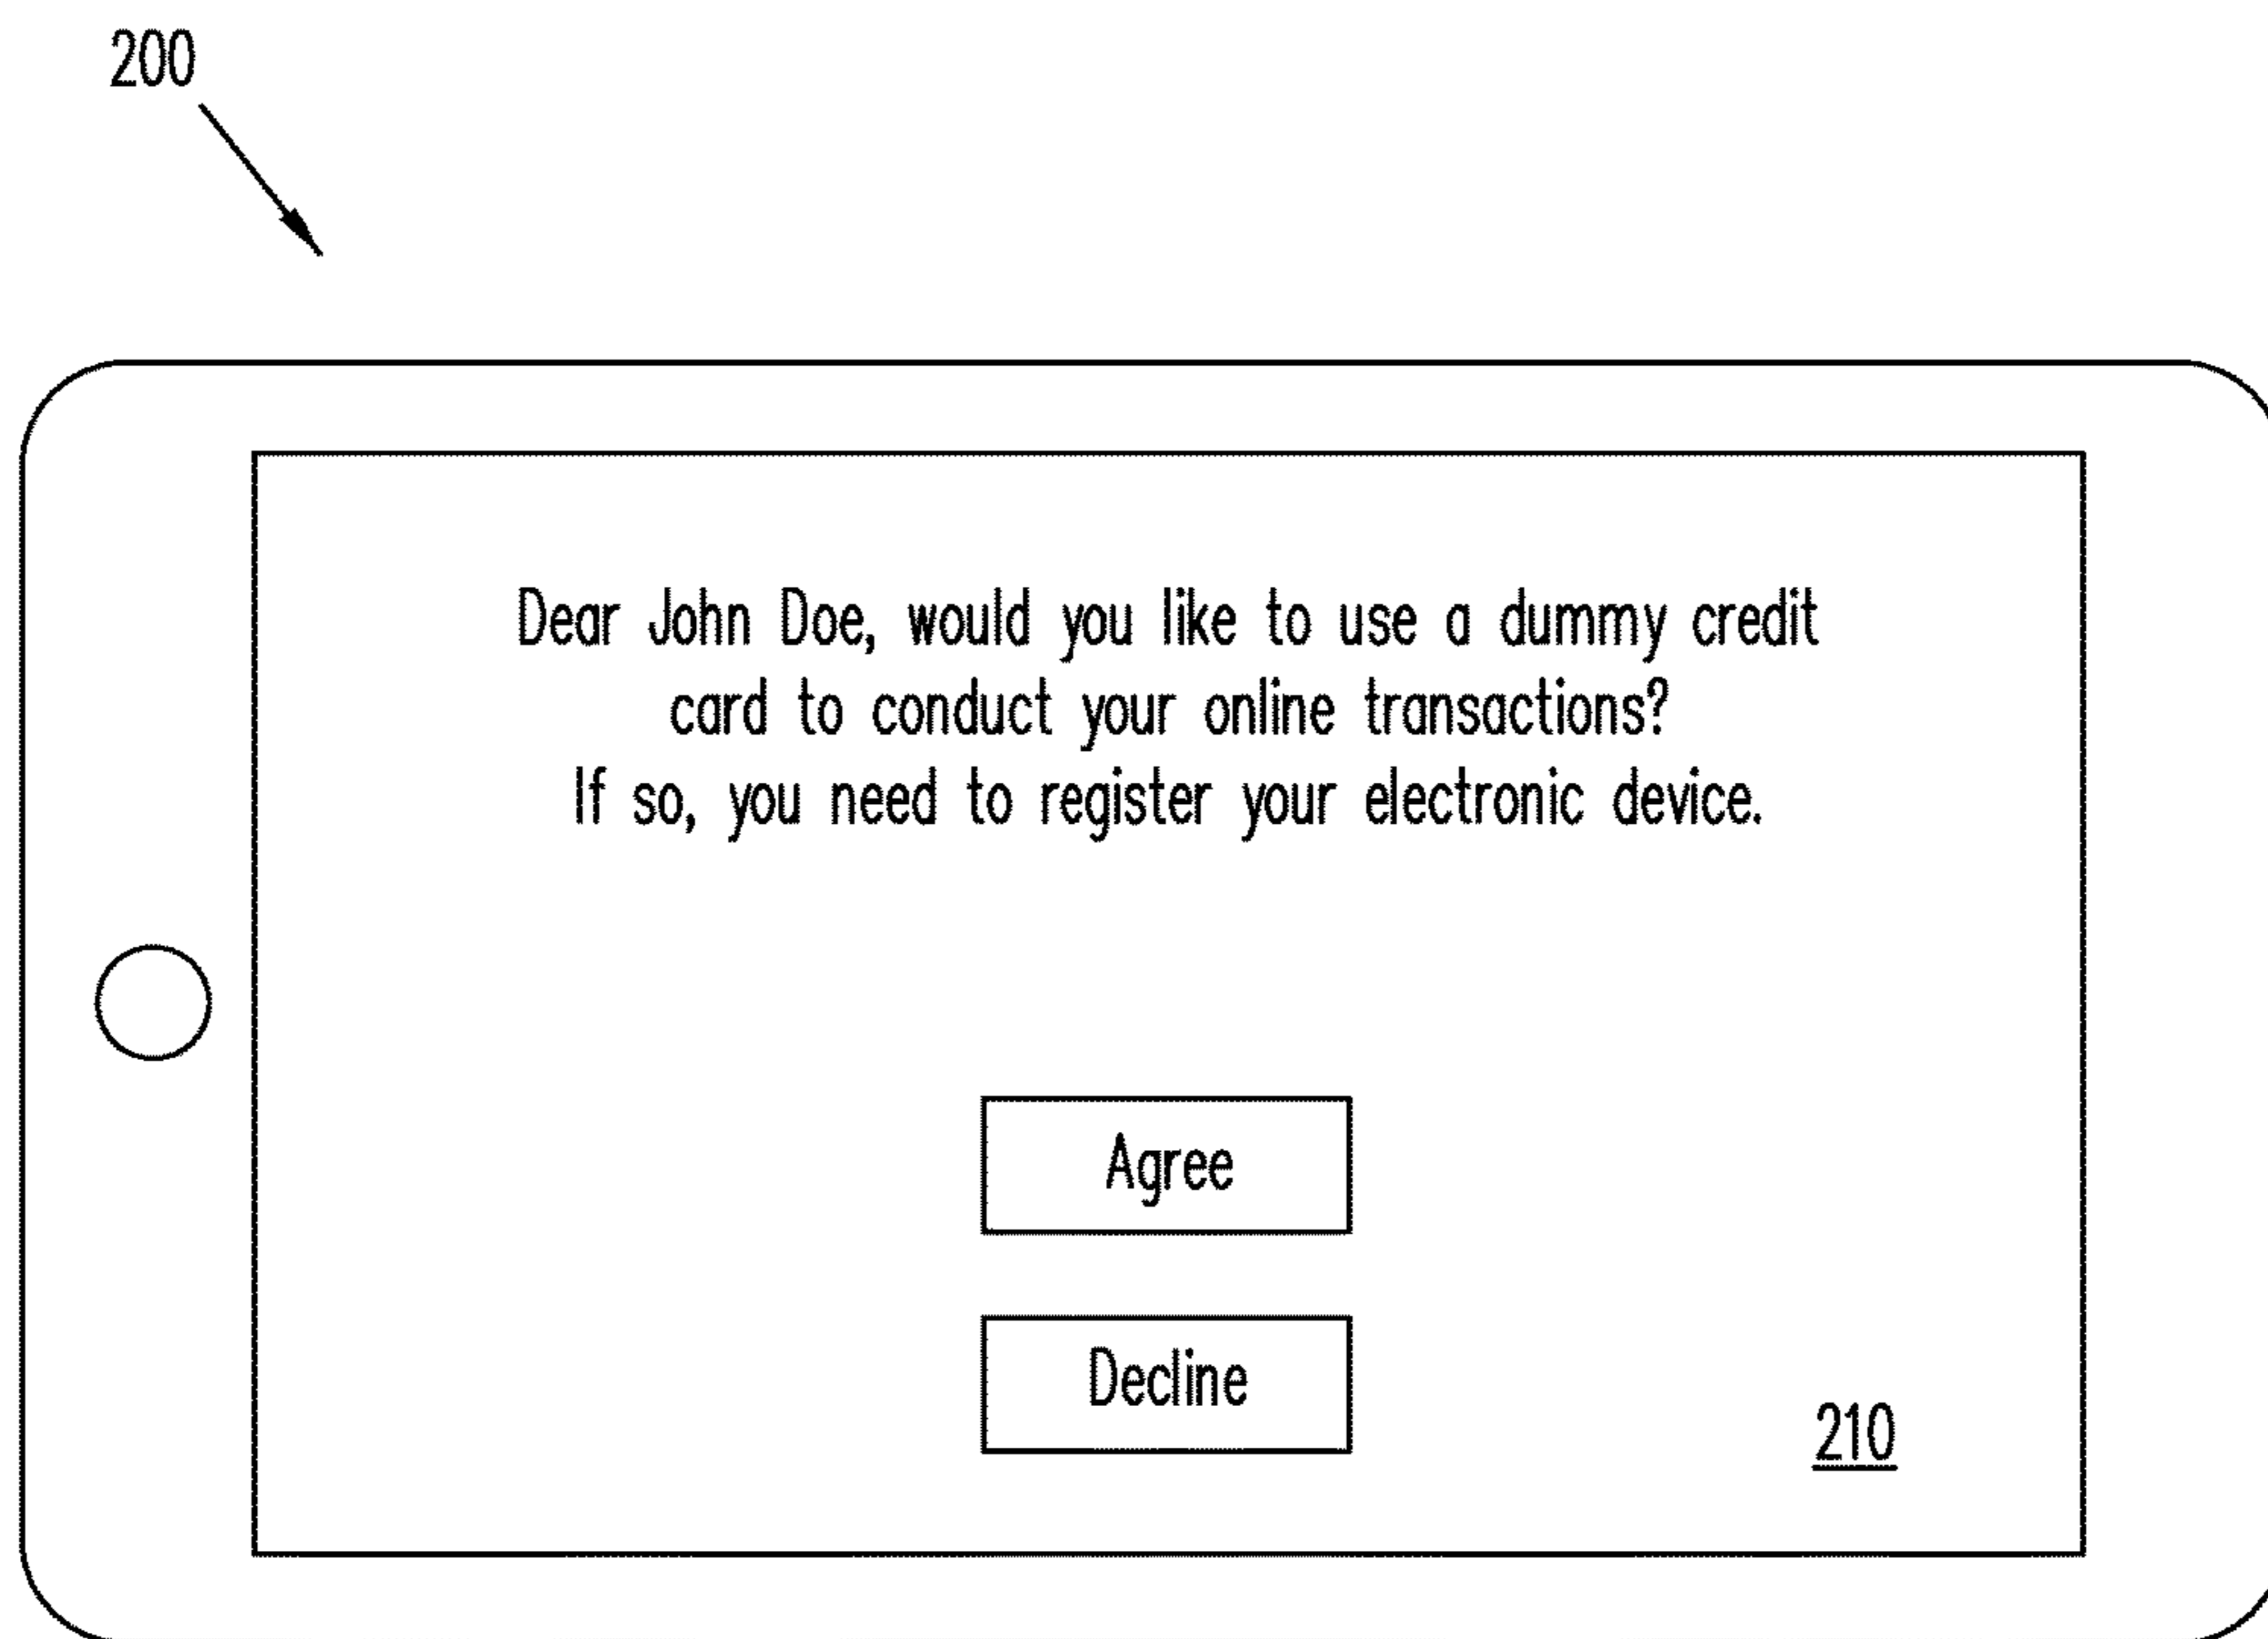 200
Dear John Doe, would you like to use a dummy credit
card to conduct your online transactions?
If so, you need to register your electronic device.
Agree
Decline
210